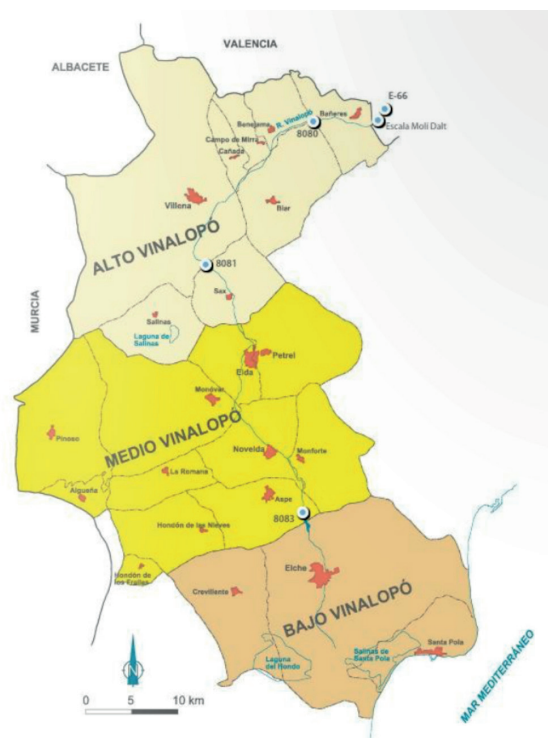 VALENCIA
ALBACETE
E-66
Bañeres
R. Vinalopó
Benejama
Escala Molí Dalt
8080
Campo de Mirra
Cañada
Villena
Biar
ALTO VINALOPÓ
8081
Sax
MURCIA
Salinas
Laguna de
Salinas
Petrel
Elda
Monóvar
MEDIO VINALOPÓ
Pinoso
Novelda
Monforte
La Romana
Algueña
Aspe
8083
Hondón de las Nieves
Hondón de
los Frailes
Elche
Crevillente
BAJO VINALOPÓ
Santa Pola
Salinas de
Santa Pola
Laguna
del Hondo
MAR MEDITERRÁNEO
N
0 5 10 km